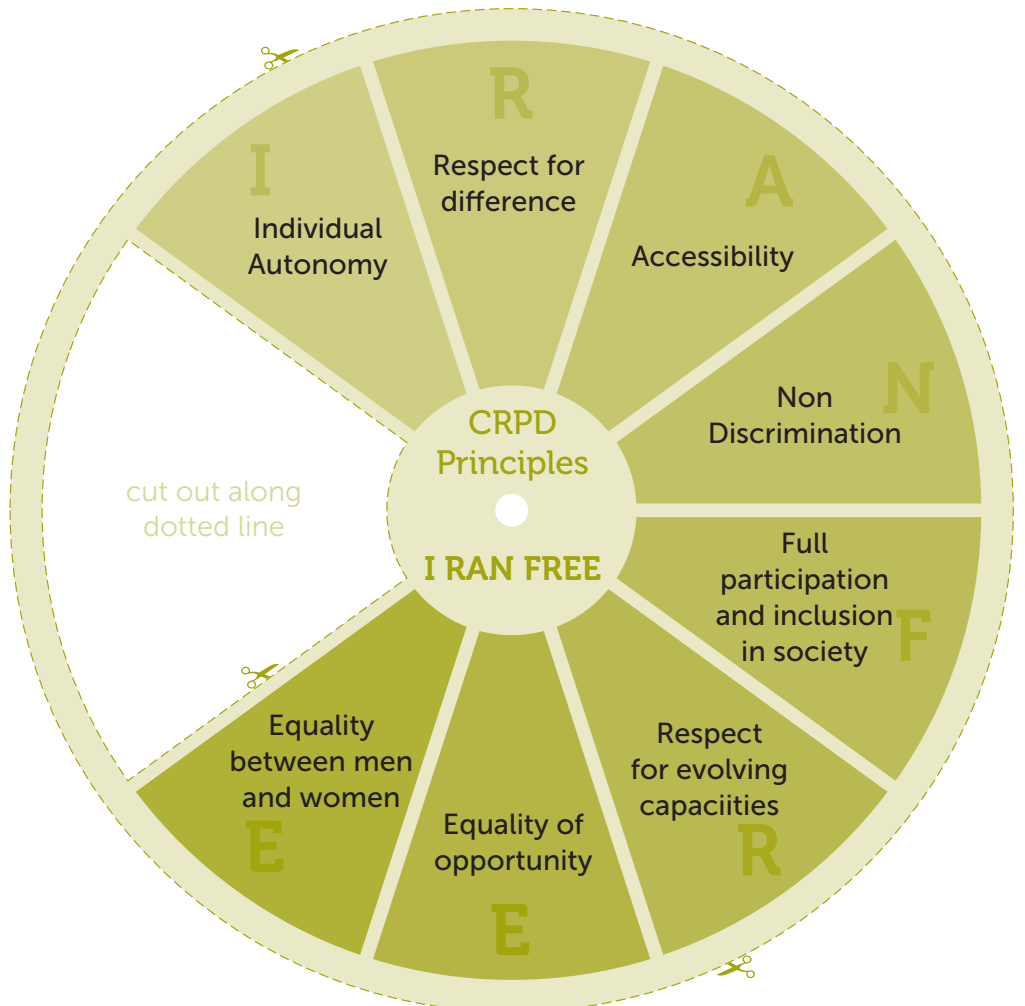 I
Individual
Autonomy
R
Respect for
difference
A
Accessibility
N
Non
Discrimination
F
Full
participation
and inclusion
in society
R
Respect
for evolving
capaciities
E
Equality of
opportunity
E
Equality
between men
and women
cut out along
dotted line
CRPD
Principles
I RAN FREE